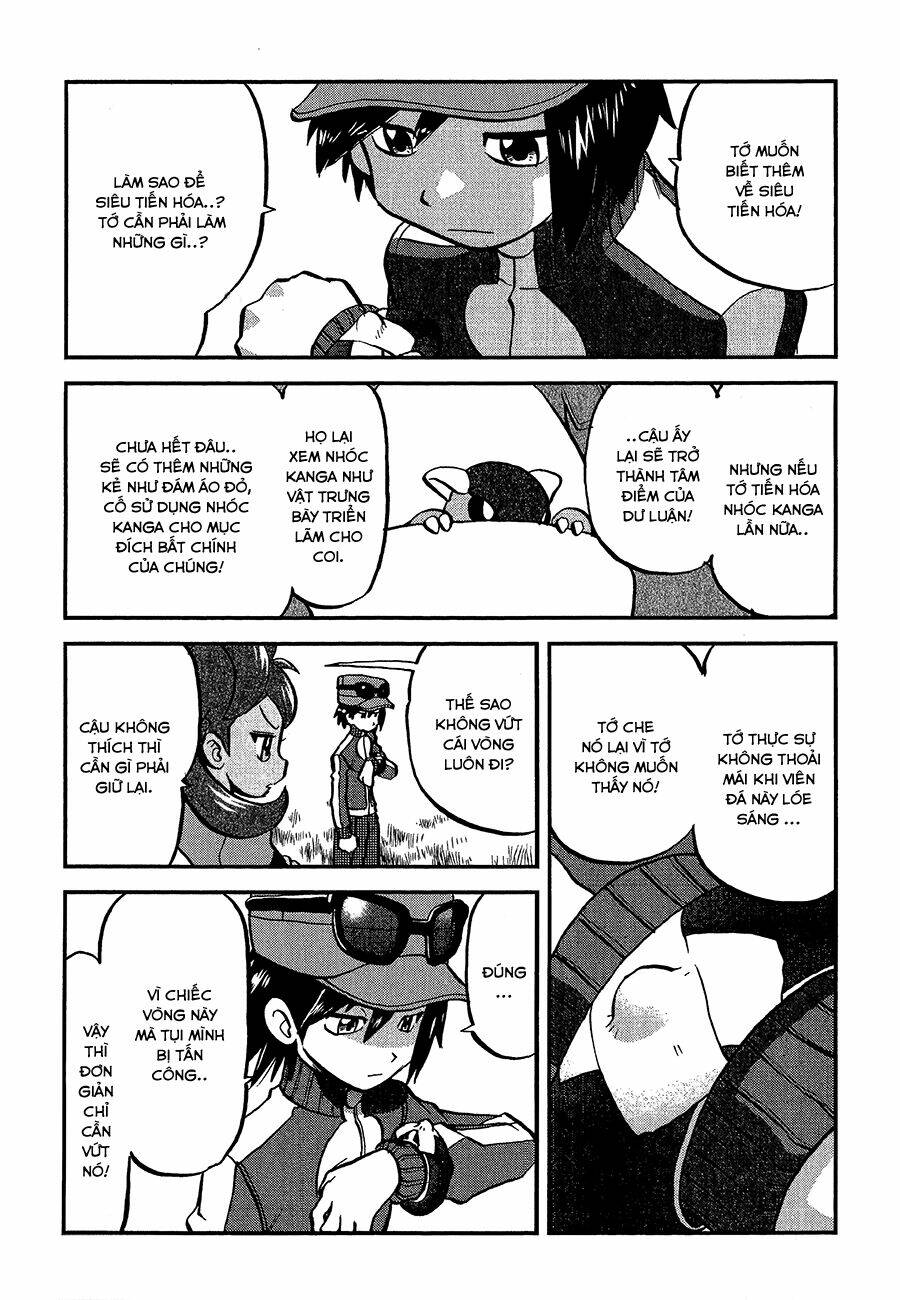 TỚ MUỐN
BIẾT THÊM
VỀ SIÊU
TIẾN HÓA!
LÀM SAO ĐỂ
SIÊU TIẾN HÓA..?
TỚ CẦN PHẢI LÀM
NHỮNG GÌ..?
NHƯNG NẾU
TỚ TIẾN HÓA
NHÓC KANGA
LẦN NỮA..
..CẬU ẤY
LẠI SẼ TRỞ
THÀNH TÂM
ĐIỂM CỦA
DƯ LUẬN!
HỌ LẠI
XEM NHÓC
KANGA NHƯ
VẬT TRƯNG
BÀY TRIỂN
LÃM CHO
COI.
CHƯA HẾT ĐÂU..
SẼ CÓ THÊM NHỮNG
KẺ NHƯ ĐÁM ÁO ĐỎ,
CỐ SỬ DỤNG NHÓC
KANGA CHO MỤC
ĐÍCH BẤT CHÍNH
CỦA CHÚNG!
TỚ THỰC SỰ
KHÔNG THOẢI
MÁI KHI VIÊN
ĐÁ NÀY LÓE
SÁNG ...
TỚ CHE
NÓ LẠI VÌ TỚ
KHÔNG MUỐN
THẤY NÓ!
THẾ SAO
KHÔNG VỨT
CÁI VÒNG
LUÔN ĐI?
CẬU KHÔNG
THÍCH THÌ
CẦN GÌ PHẢI
GIỮ LẠI.
ĐÚNG
...
VÌ CHIẾC
VÒNG NÀY
MÀ TỤI MÌNH
BỊ TẤN
CÔNG..
VẬY
THÌ
ĐƠN
GIẢN
CHỈ
CẦN
VỨT
NÓ!